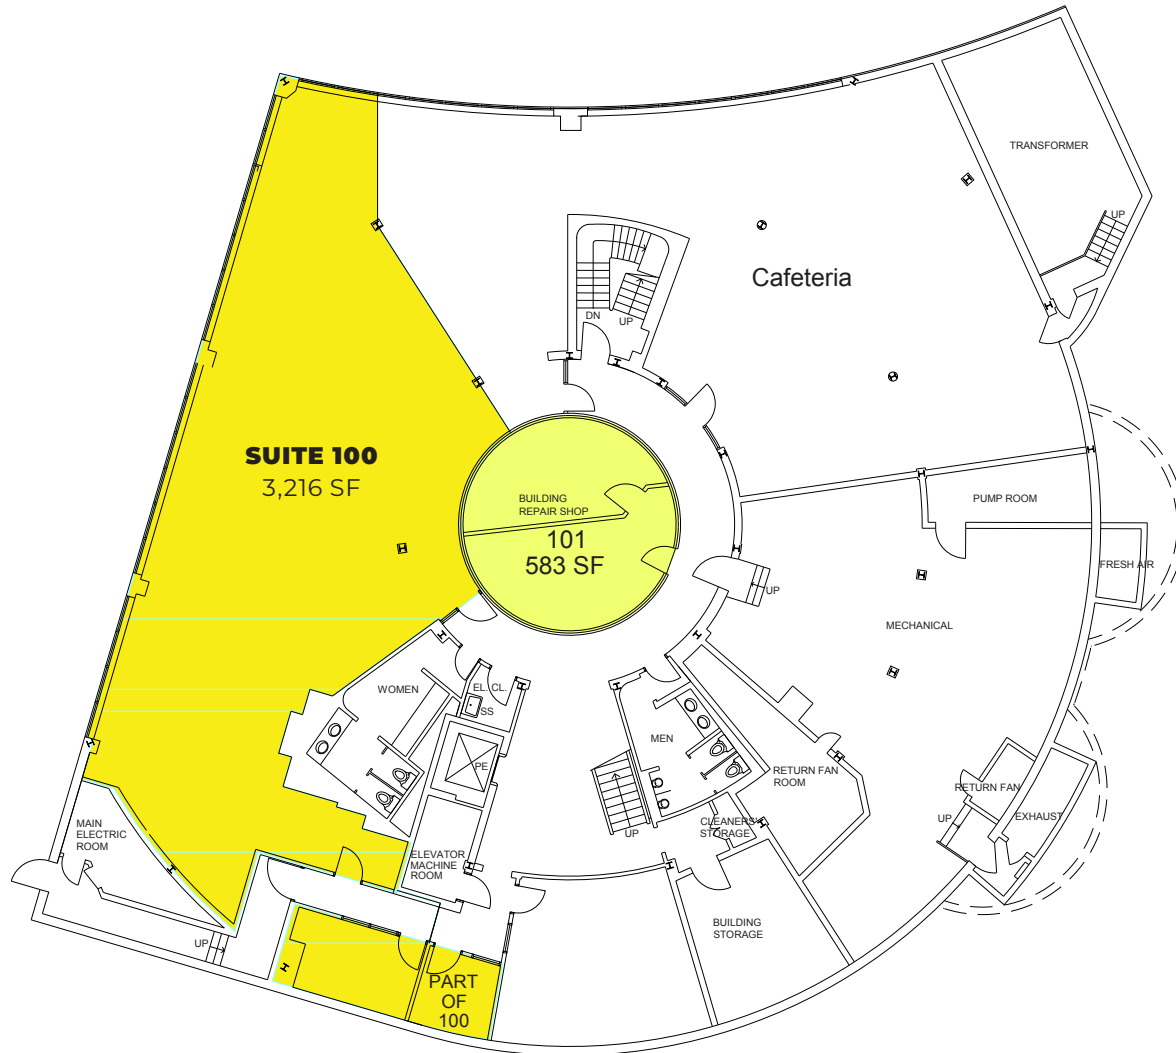 TRANSFORMER
UP
Cafeteria
DN
UP
SUITE 100
3,216 SF
BUILDING
REPAIR SHOP
101
583 SF
PUMP ROOM
FRESH AIR
UP
MECHANICAL
WOMEN
EL. CL.
SS
MEN
PE
RETURN FAN
ROOM
RETURN FAN
EXHAUST
UP
MAIN
ELECTRIC
ROOM
CLEANERS'
STORAGE
UP
ELEVATOR
MACHINE
ROOM
BUILDING
STORAGE
UP
PART
OF
100